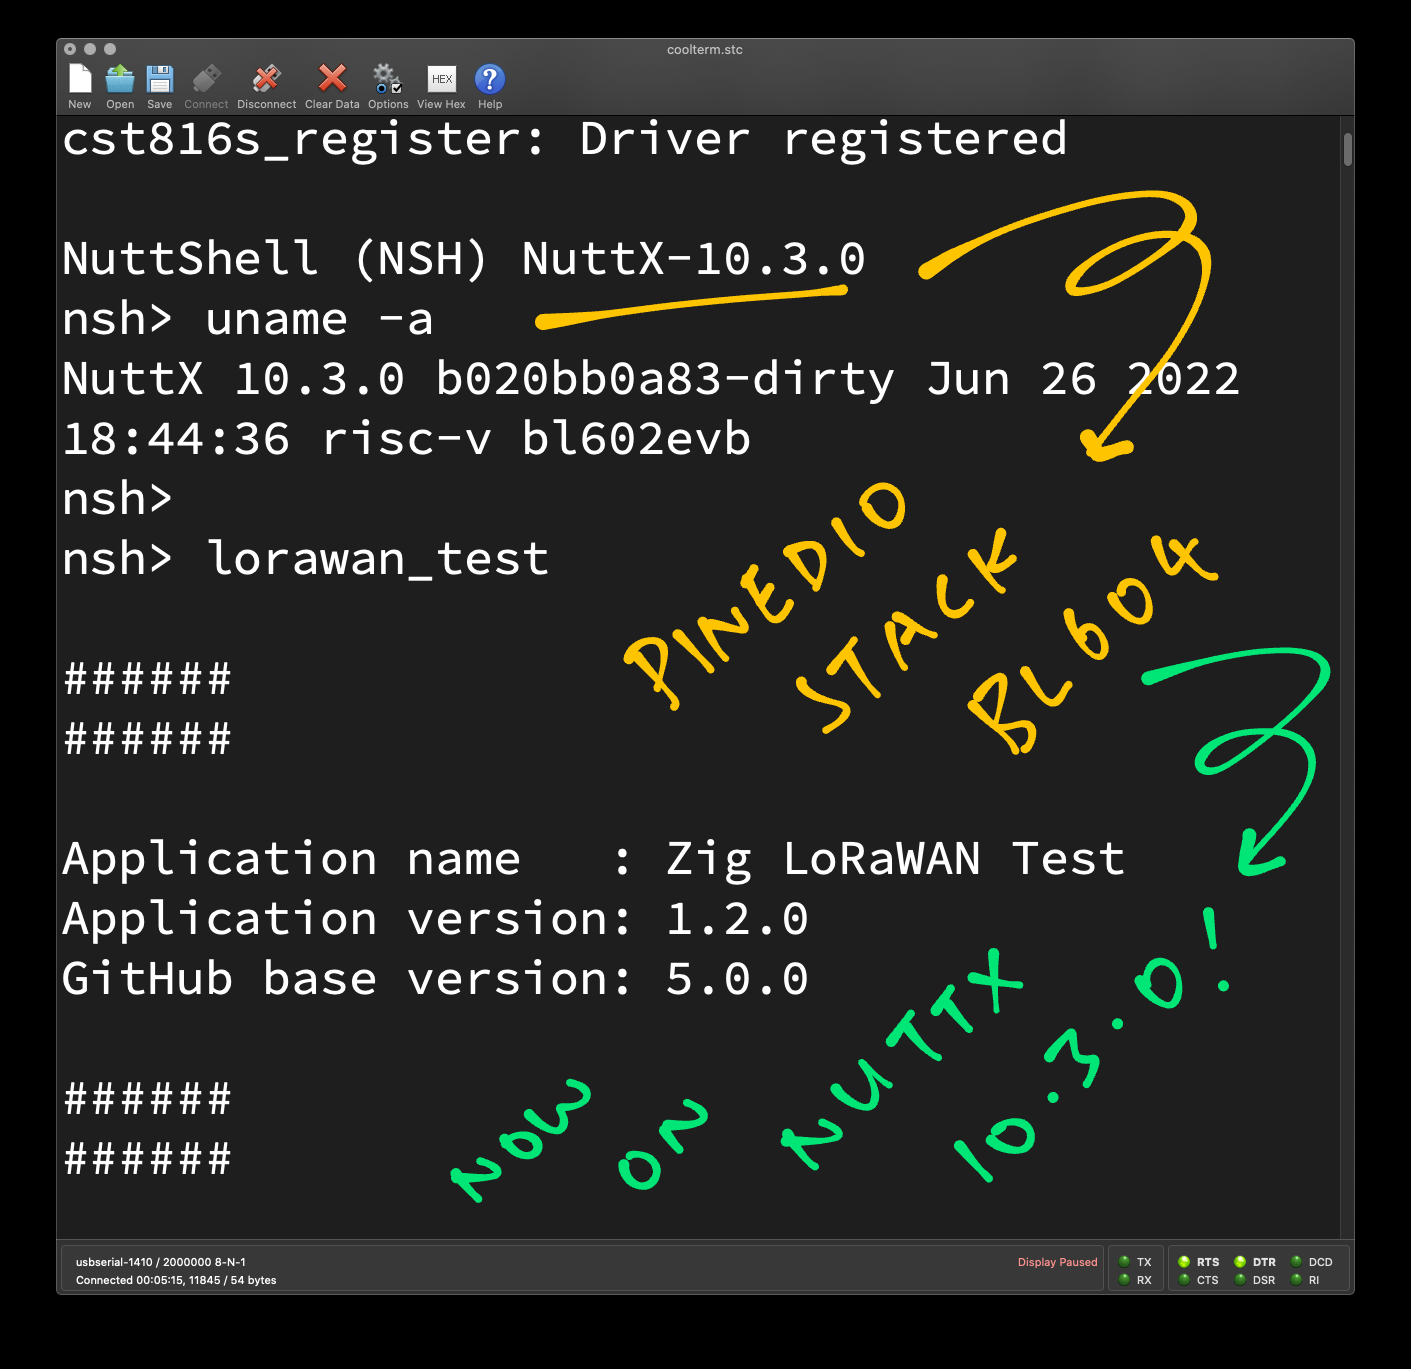 coolterm.stc
New Open Save Connect Disconnect Clear Data Options HEX View Hex ? Help
cst816s_register: Driver registered
NuttShell (NSH) NuttX-10.3.0
nsh> uname -a
NuttX 10.3.0 b020bb0a83-dirty Jun 26 2022
18:44:36 risc-v bl602evb
nsh>
nsh> lorawan_test
PINEDIO
STACK
BL604
######
######
Application name   : Zig LoRaWAN Test
Application version: 1.2.0
GitHub base version: 5.0.0
NOW ON NUTTX 10.3.0!
######
######
usbserial-1410 / 2000000 8-N-1 Display Paused TX RTS DTR DCD
Connected 00:05:15, 11845 / 54 bytes RX CTS DSR RI